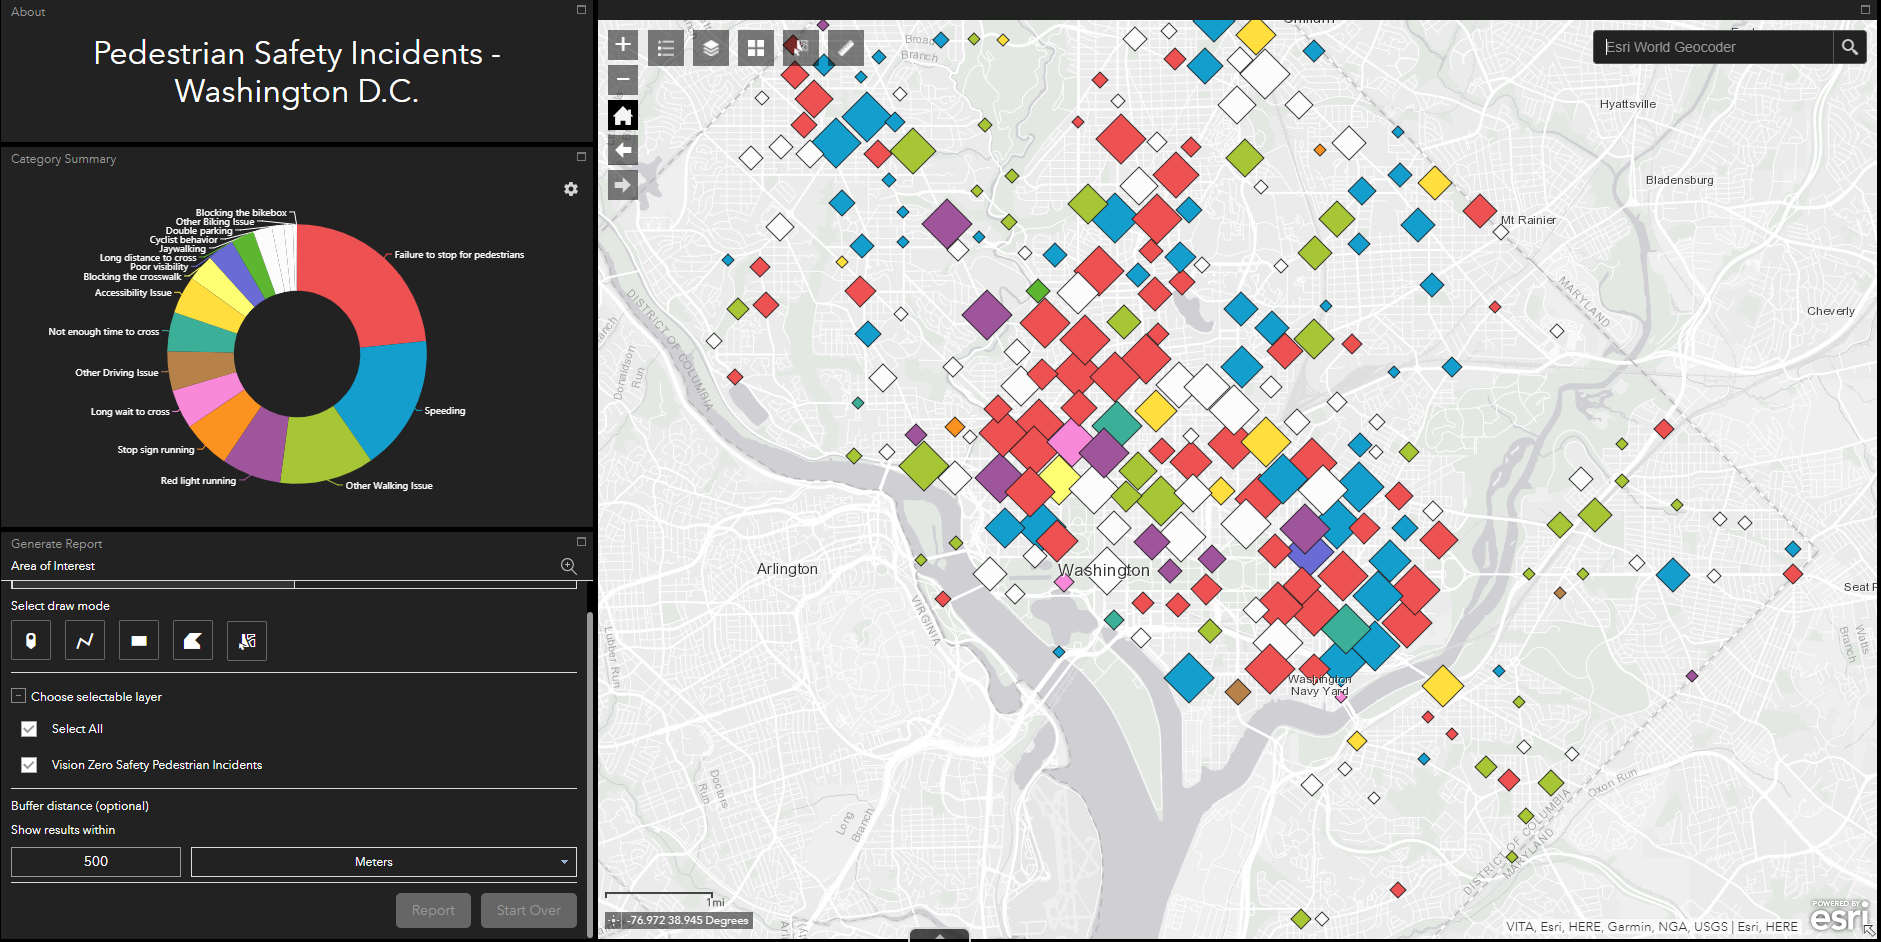 About
Pedestrian Safety Incidents -
Washington D.C.
Category Summary
Blocking the bikebox
Other Biking Issue
Double parking
Cyclist behavior
Jaywalking
Long distance to cross
Poor visibility
Blocking the crosswalk
Accessibility Issue
Not enough time to cross
Other Driving Issue
Long wait to cross
Stop sign running
Red light running
Failure to stop for pedestrians
Speeding
Other Walking Issue
Generate Report
Area of Interest
Select draw mode
Choose selectable layer
Select All
Vision Zero Safety Pedestrian Incidents
Buffer distance (optional)
Show results within
500
Meters
Report
Start Over
Esri World Geocoder
Broad
Branch
Hyattsville
Bladensburg
Mt Rainier
MARYLAND
Cheverly
DISTRICT OF COLUMBIA
Donaldson
Run
Arlington
Washington
VIRGINIA
Lubber Run
Seat P
Watts
Branch
Washington
Navy Yard
Doctors
Run
Long
Branch
Oxon Run
DISTRICT OF COLUMBIA
MARYLAND
1mi
-76.972 38.945 Degrees
VITA, Esri, HERE, Garmin, NGA, USGS | Esri, HERE
POWERED BY
esri